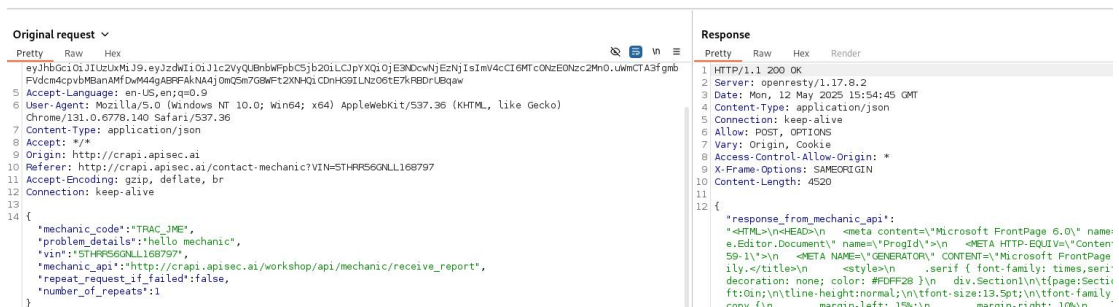 Original request
Pretty Raw Hex
\n
5 Accept-Language: en-US,en;q=0.9
6 User-Agent: Mozilla/5.0 (Windows NT 10.0; Win64; x64) AppleWebKit/537.36 (KHTML, like Gecko)
Chrome/131.0.6778.140 Safari/537.36
7 Content-Type: application/json
8 Accept: */*
9 Origin: http://crapi.apisec.ai
10 Referer: http://crapi.apisec.ai/contact-mechanic?VIN=5THRR56GNLL168797
11 Accept-Encoding: gzip, deflate, br
12 Connection: keep-alive
13
14 {
"mechanic_code":"TRAC_JME",
"problem_details":"hello mechanic",
"vin":"5THRR56GNLL168797",
"mechanic_api":"http://crapi.apisec.ai/workshop/api/mechanic/receive_report",
"repeat_request_if_failed":false,
"number_of_repeats":1
}
Response
Pretty Raw Hex Render
1 HTTP/1.1 200 OK
2 Server: openresty/1.17.8.2
3 Date: Mon, 12 May 2025 15:54:45 GMT
4 Content-Type: application/json
5 Connection: keep-alive
6 Allow: POST, OPTIONS
7 Vary: Origin, Cookie
8 Access-Control-Allow-Origin: *
9 X-Frame-Options: SAMEORIGIN
10 Content-Length: 4520
11
12 {
"response_from_mechanic_api":
"<HTML>\n<HEAD>\n <meta content=\"Microsoft FrontPage 6.0\" name=
e.Editor.Document\" name=\"ProgId\">\n <META HTTP-EQUIV=\"Conten
59-1\">\n <META NAME=\"GENERATOR\" CONTENT=\"Microsoft FrontPage
ily.</title>\n <style>\n .serif { font-family: times,serif
decoration: none; color: #FDFF28 }\n div.Section1\n\t{page:Secti
ft:0in;\n\tline-height:normal;\n\tfont-size:13.5pt;\n\tfont-family
copy {\n margin-left: 15%\n margin-right: 10%\n